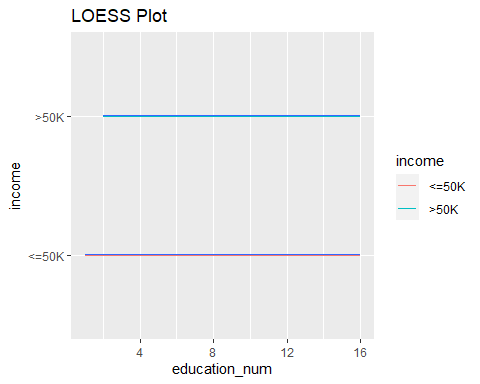 LOESS Plot
>50K
<=50K
income
4 8 12 16
education_num
income
<=50K
>50K